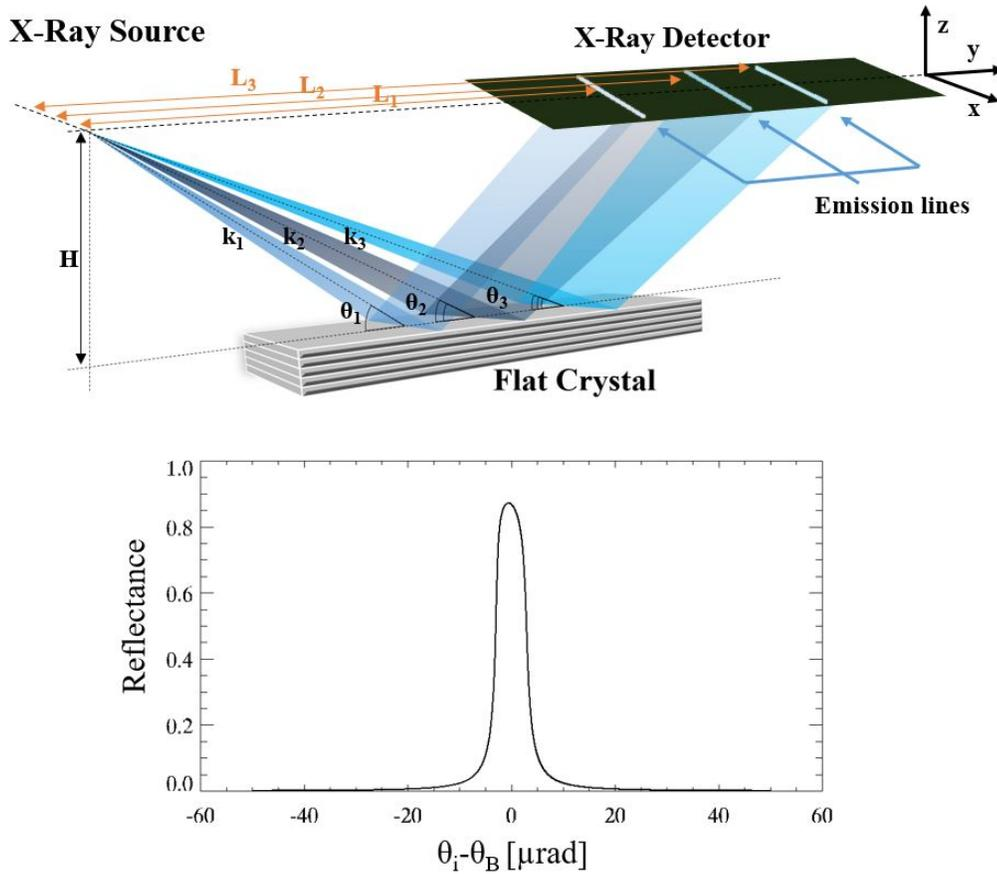 X-Ray Source
X-Ray Detector
z
y
x
L₃
L₂
L₁
Emission lines
H
k₁
k₂
k₃
θ₁
θ₂
θ₃
Flat Crystal
1.0
0.8
0.6
0.4
0.2
0.0
Reflectance
-60 -40 -20 0 20 40 60
θᵢ-θ_B [µrad]